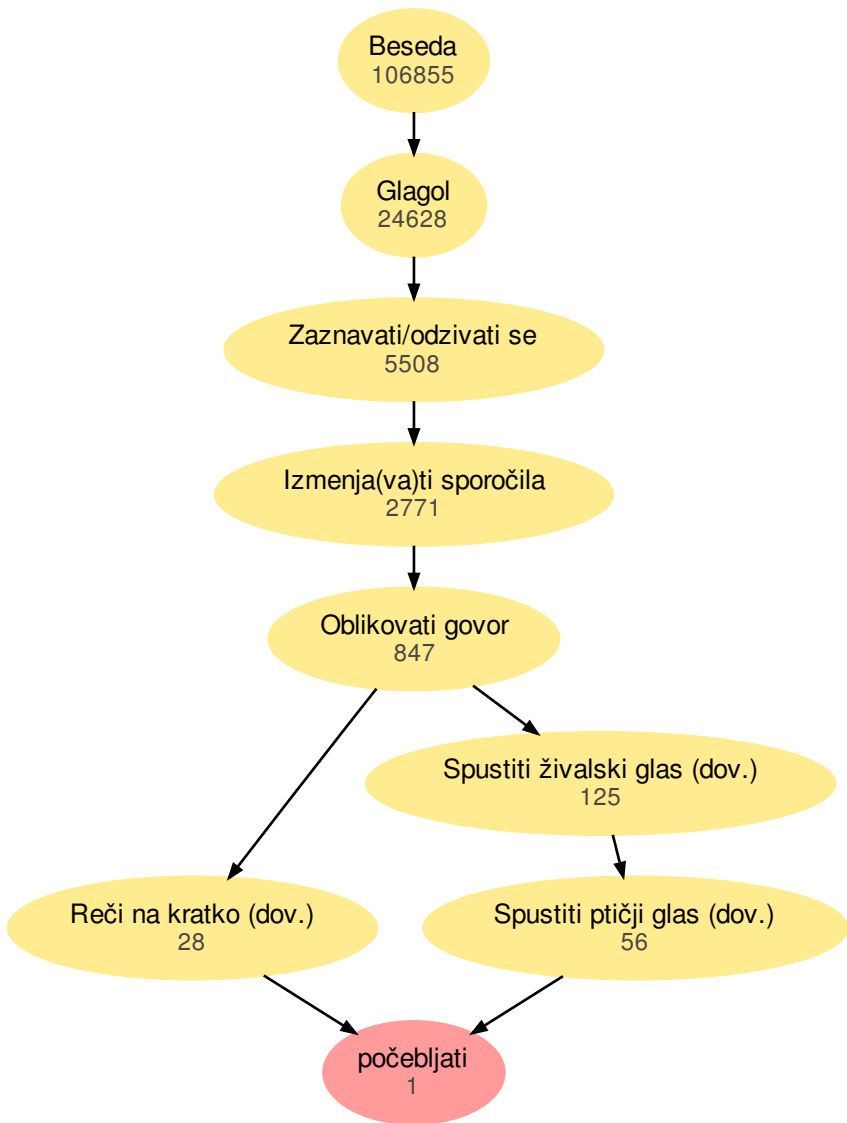 Beseda
106855
Glagol
24628
Zaznavati/odzivati se
5508
Izmenja(va)ti sporočila
2771
Oblikovati govor
847
Spustiti živalski glas (dov.)
125
Reči na kratko (dov.)
28
Spustiti ptičji glas (dov.)
56
počebljati
1